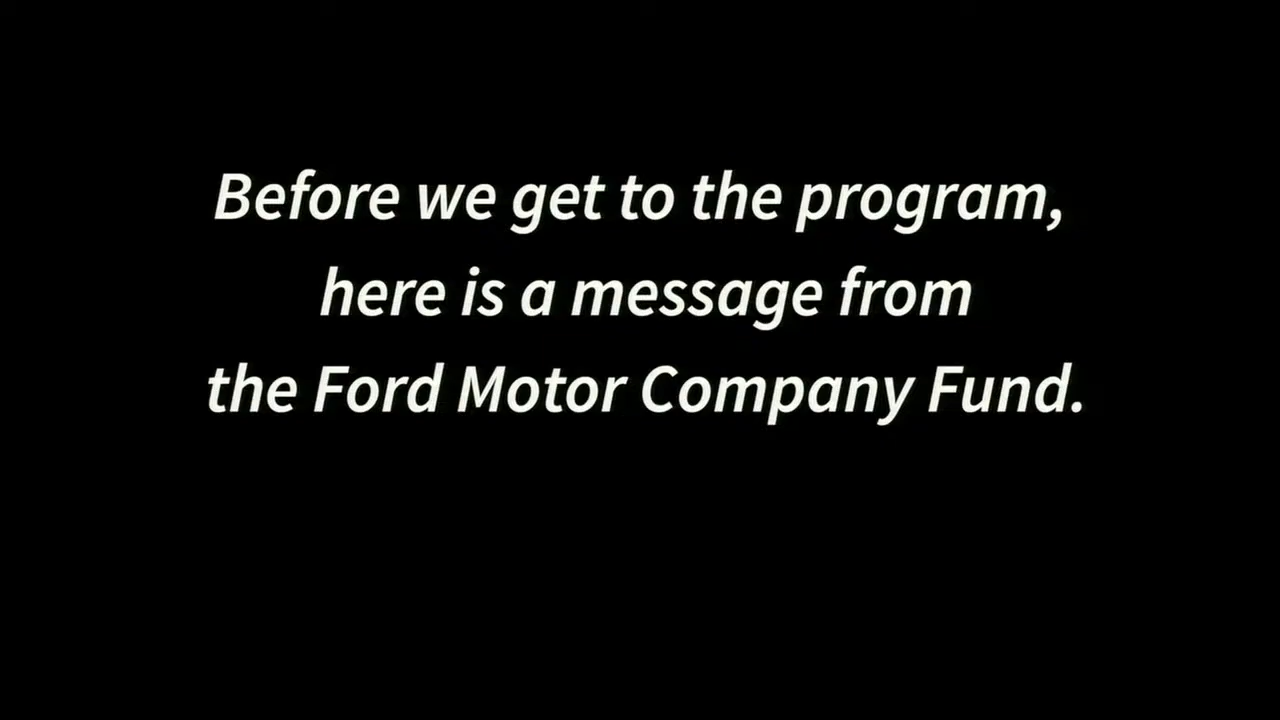 Before we get to the program,
here is a message from
the Ford Motor Company Fund.